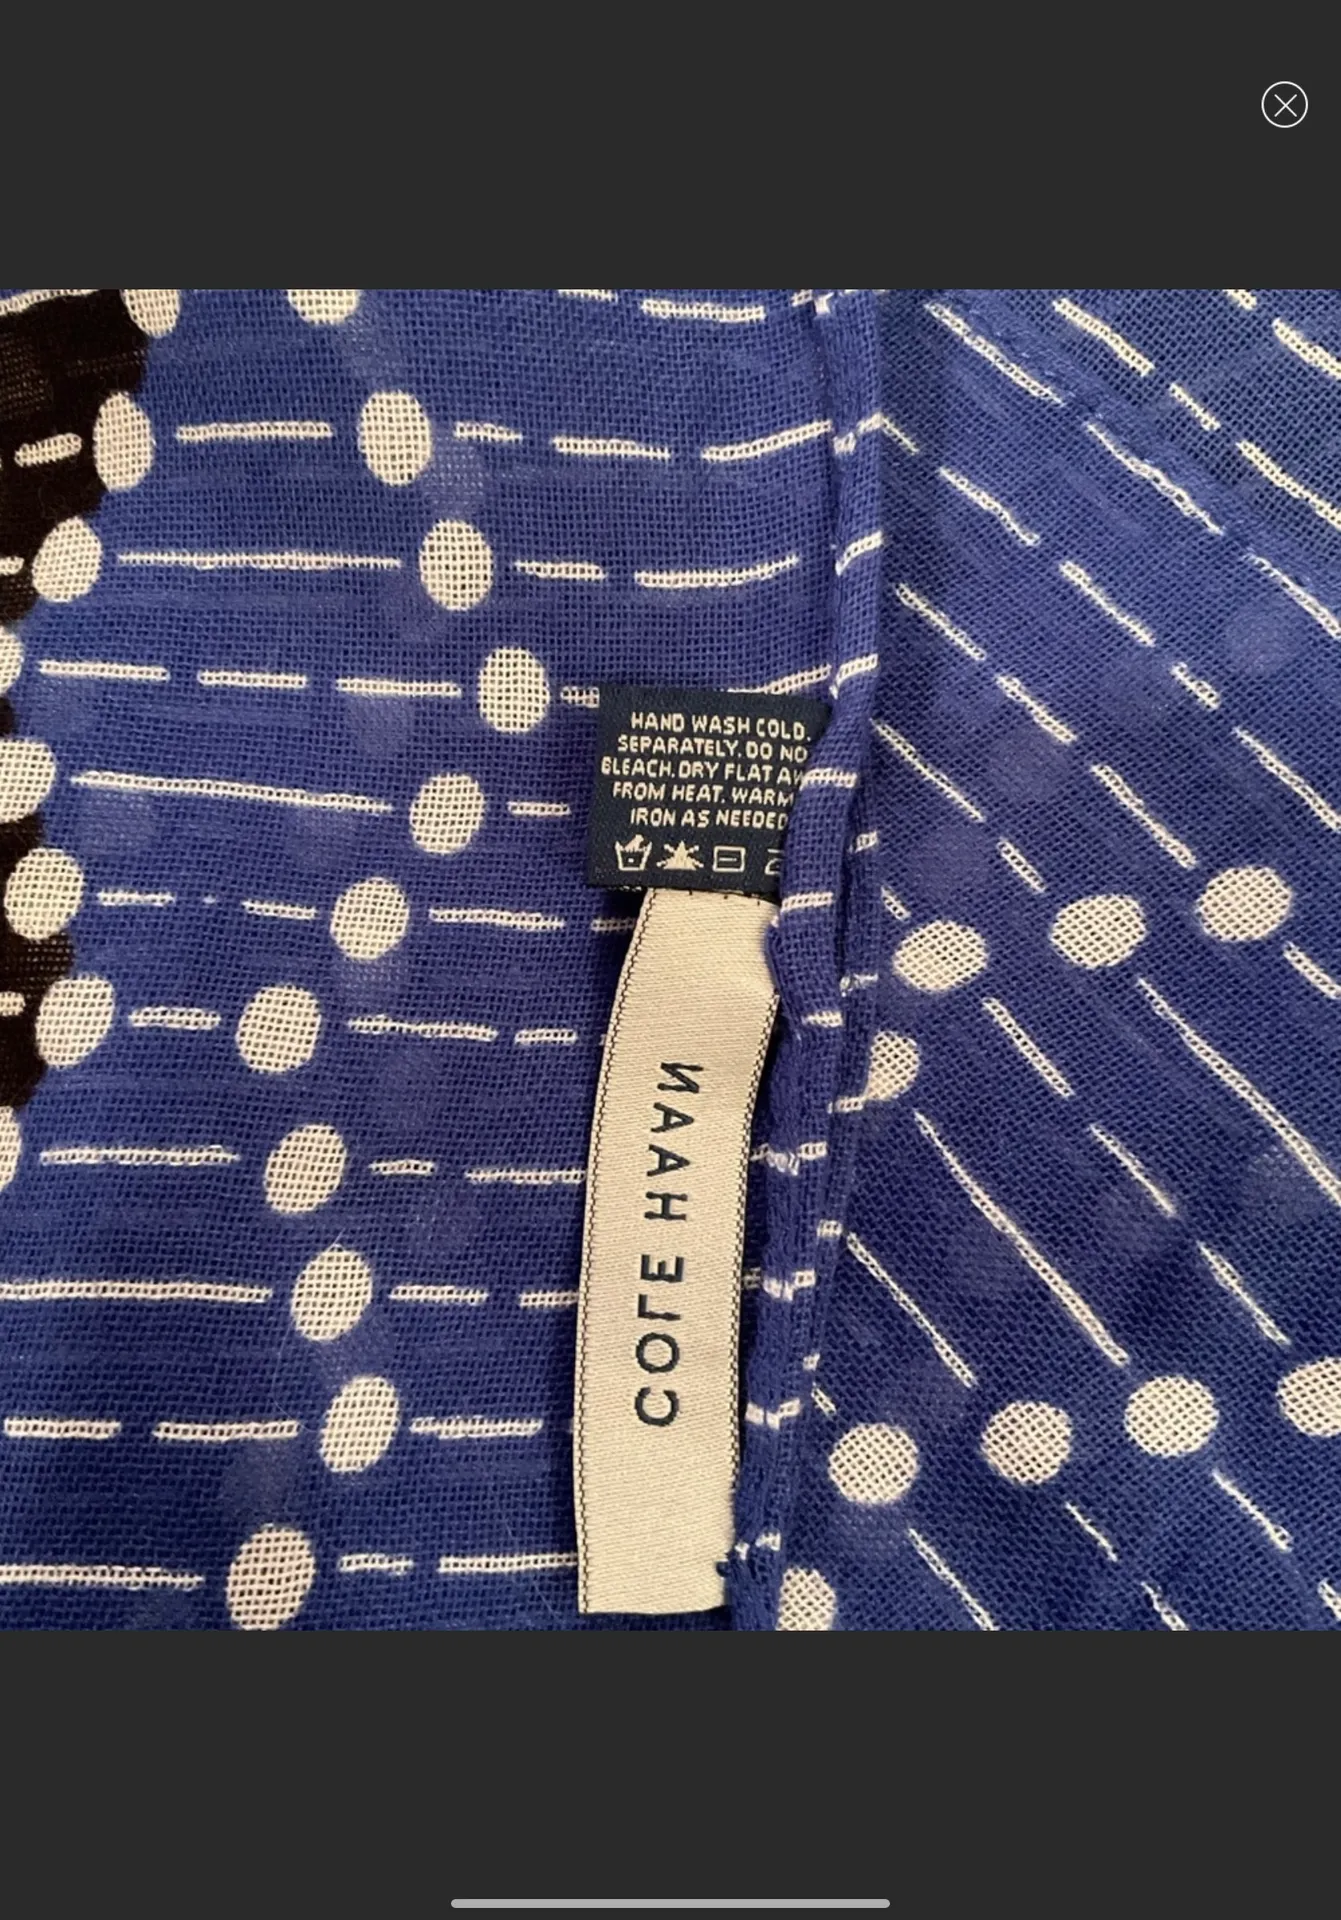 HAND WASH COLD.
SEPARATELY. DO NO
BLEACH. DRY FLAT AW
FROM HEAT. WARM
IRON AS NEEDED
COLE HAAN